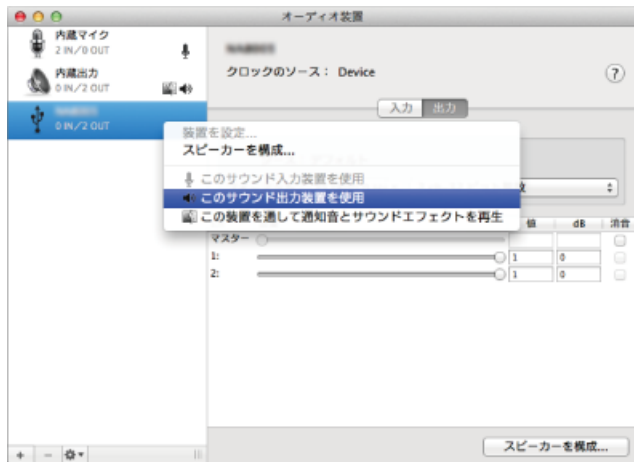 オーディオ装置
内蔵マイク
2 IN/0 OUT
内蔵出力
0 IN/2 OUT
0 IN/2 OUT
クロックのソース： Device
?
入力 出力
装置を設定...
スピーカーを構成...
このサウンド入力装置を使用
このサウンド出力装置を使用
この装置を通して通知音とサウンドエフェクトを再生
値 dB 消音
マスター
1: 1 0
2: 1 0
スピーカーを構成...